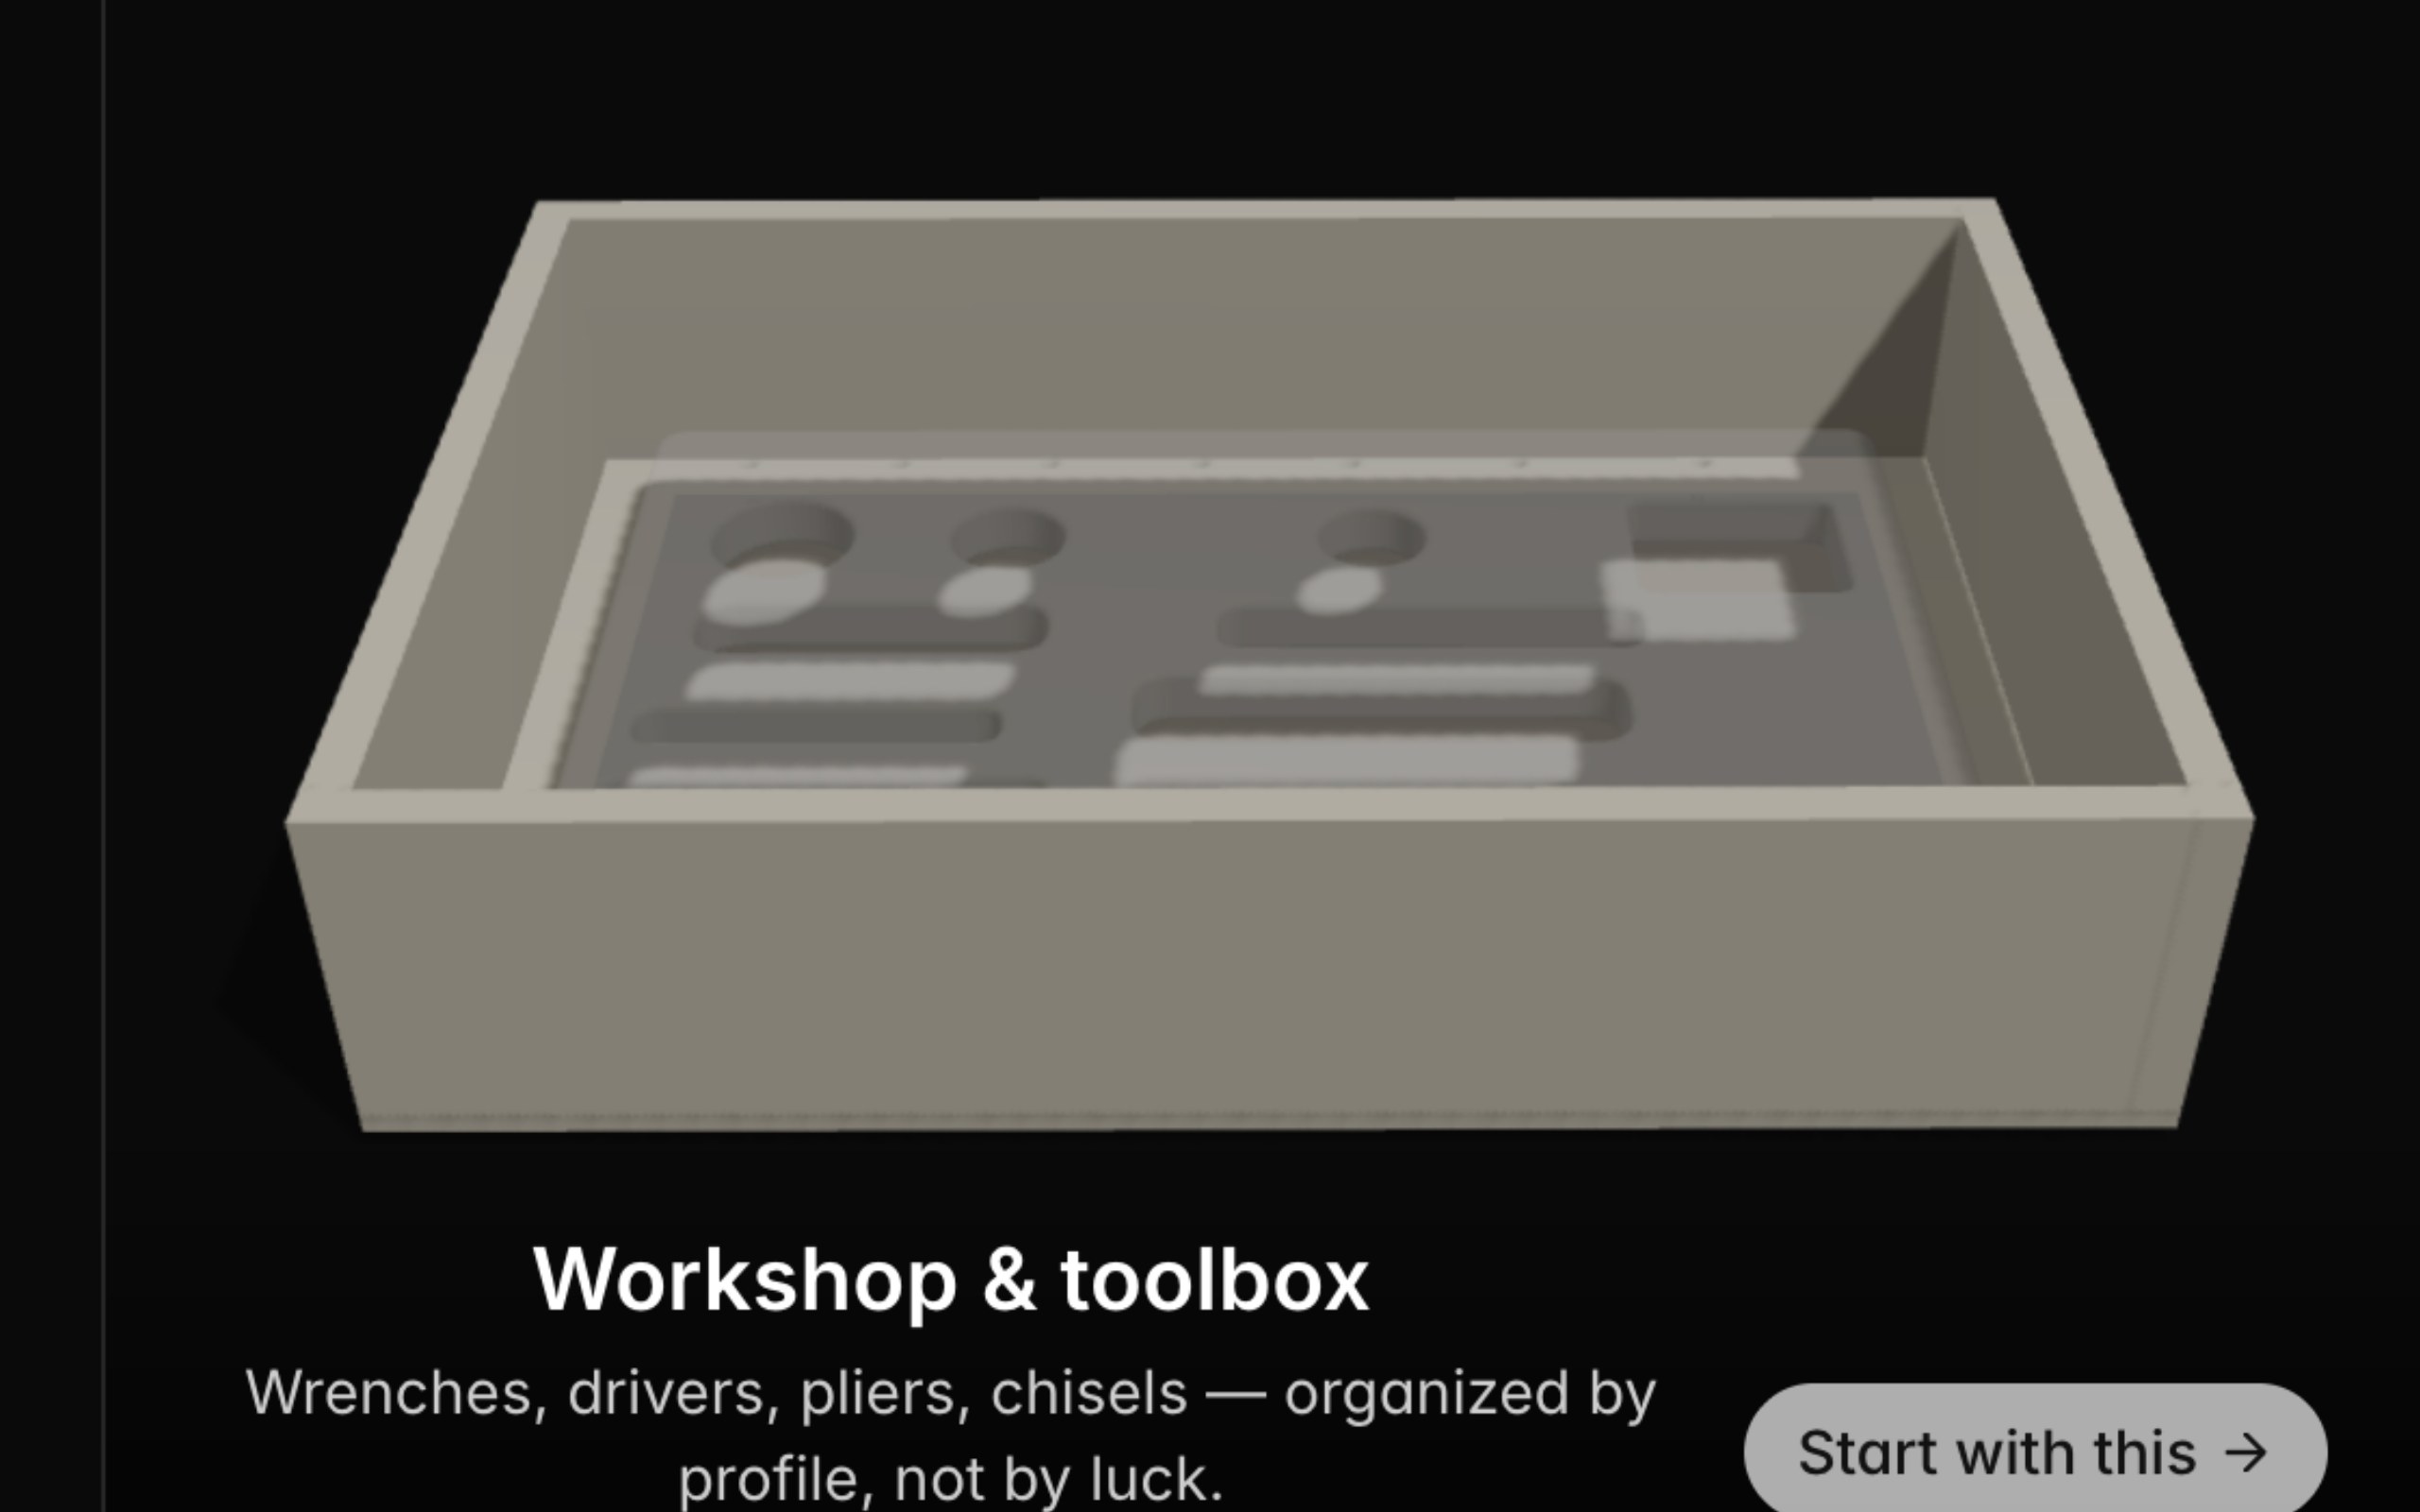 Workshop & toolbox
Wrenches, drivers, pliers, chisels — organized by
profile, not by luck.
Start with this →